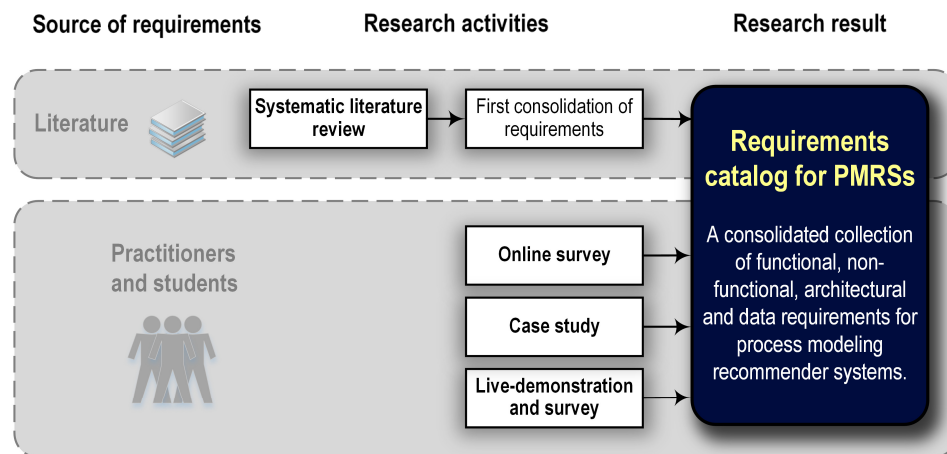 Source of requirements
Research activities
Research result
Literature
Systematic literature
review
First consolidation of
requirements
Practitioners
and students
Online survey
Case study
Live-demonstration
and survey
Requirements
catalog for PMRSs
A consolidated collection
of functional, non-
functional, architectural
and data requirements for
process modeling
recommender systems.